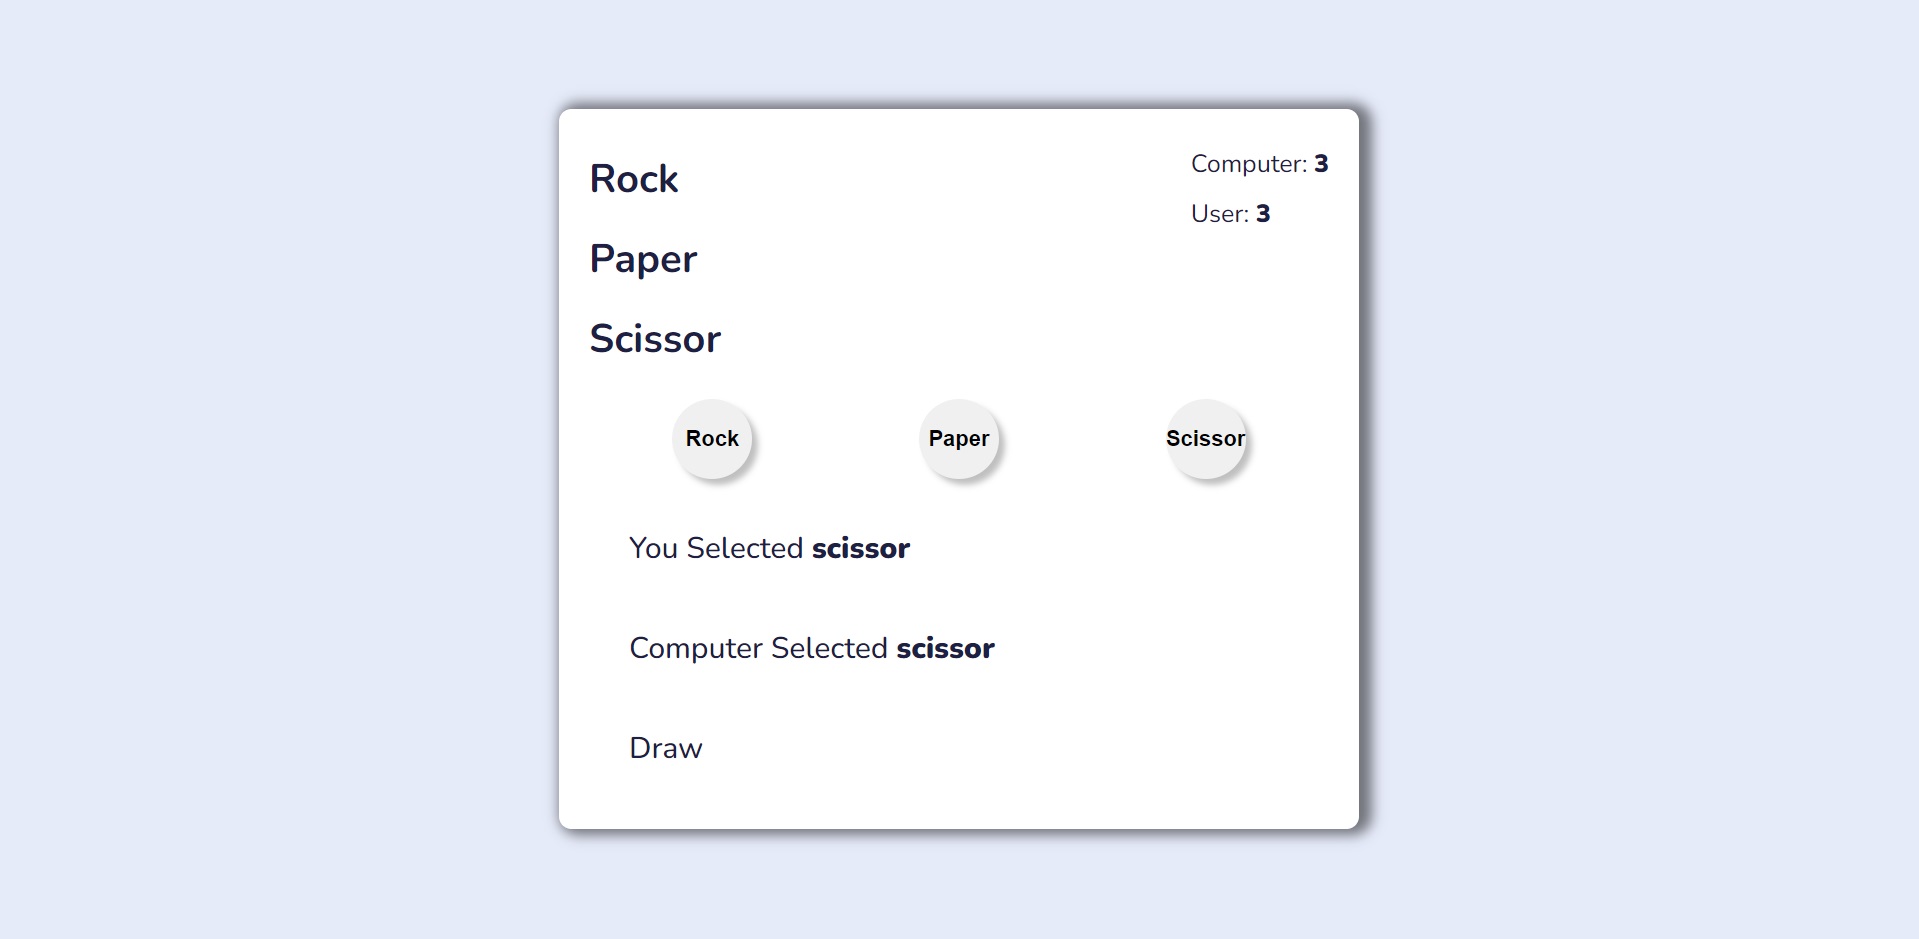 Rock
Paper
Scissor
Computer: 3
User: 3
Rock Paper Scissor
You Selected scissor
Computer Selected scissor
Draw